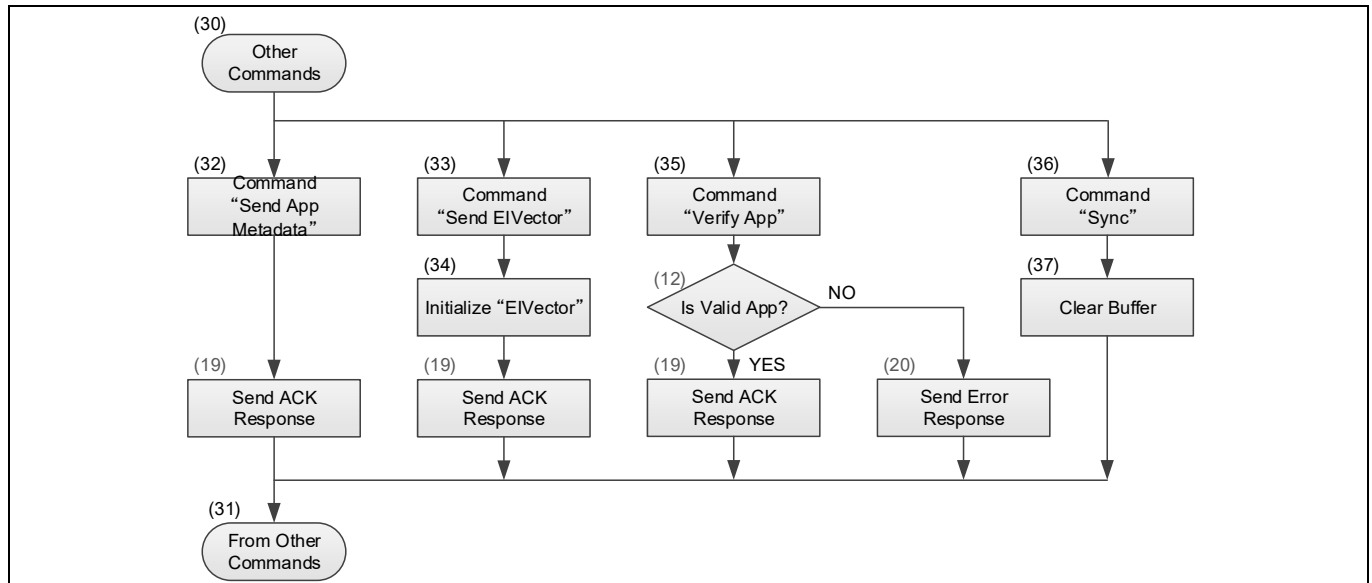 (30)
Other
Commands
(32)
Command
“Send App
Metadata”
(33)
Command
“Send EIVector”
(35)
Command
“Verify App”
(36)
Command
“Sync”
(34)
Initialize “EIVector”
(12)
Is Valid App?
NO
(37)
Clear Buffer
(19)
Send ACK
Response
(19)
Send ACK
Response
(19)
YES
Send ACK
Response
(20)
Send Error
Response
(31)
From Other
Commands